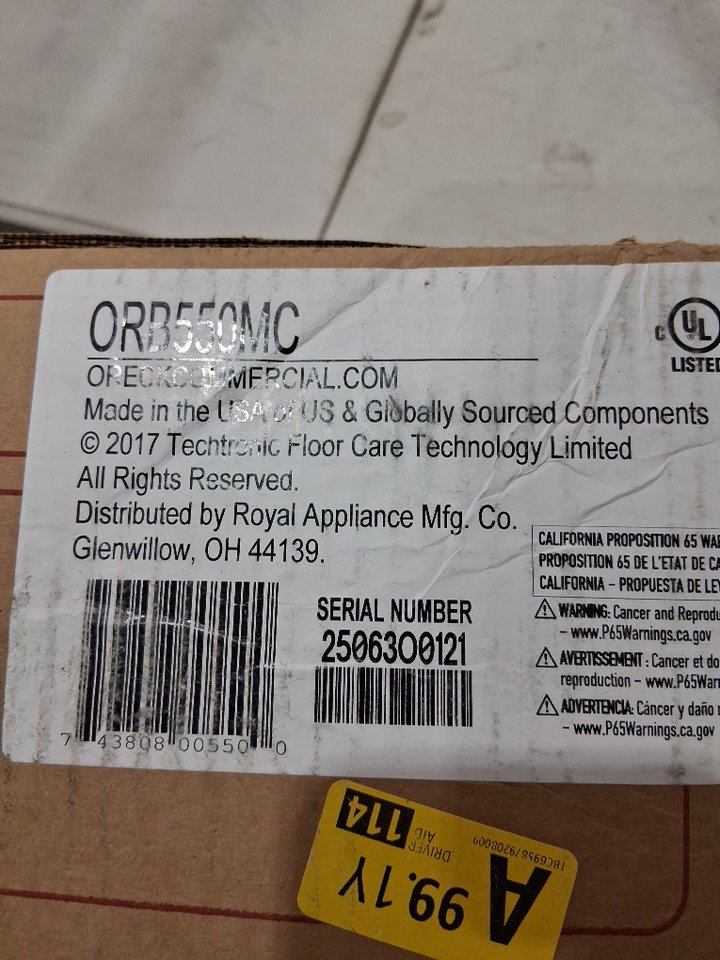 ORB550MC
ORECKCOMMERCIAL.COM
Made in the USA of US & Globally Sourced Components
© 2017 Techtronic Floor Care Technology Limited
All Rights Reserved.
Distributed by Royal Appliance Mfg. Co.
Glenwillow, OH 44139.
C UL
LISTED
CALIFORNIA PROPOSITION 65
PROPOSITION 65 DE L'ETAT DE
CALIFORNIA – PROPUESTA DE
WARNING: Cancer and
– www.P65Warnings.ca.gov
AVERTISSEMENT : Cancer et
reproduction –
ADVERTENCIA: Cáncer y daño
– www.P65Warnings.ca.gov
SERIAL NUMBER
2506300121
7 43808 00550 0
114
DRIVER
AID
A
99.1Y